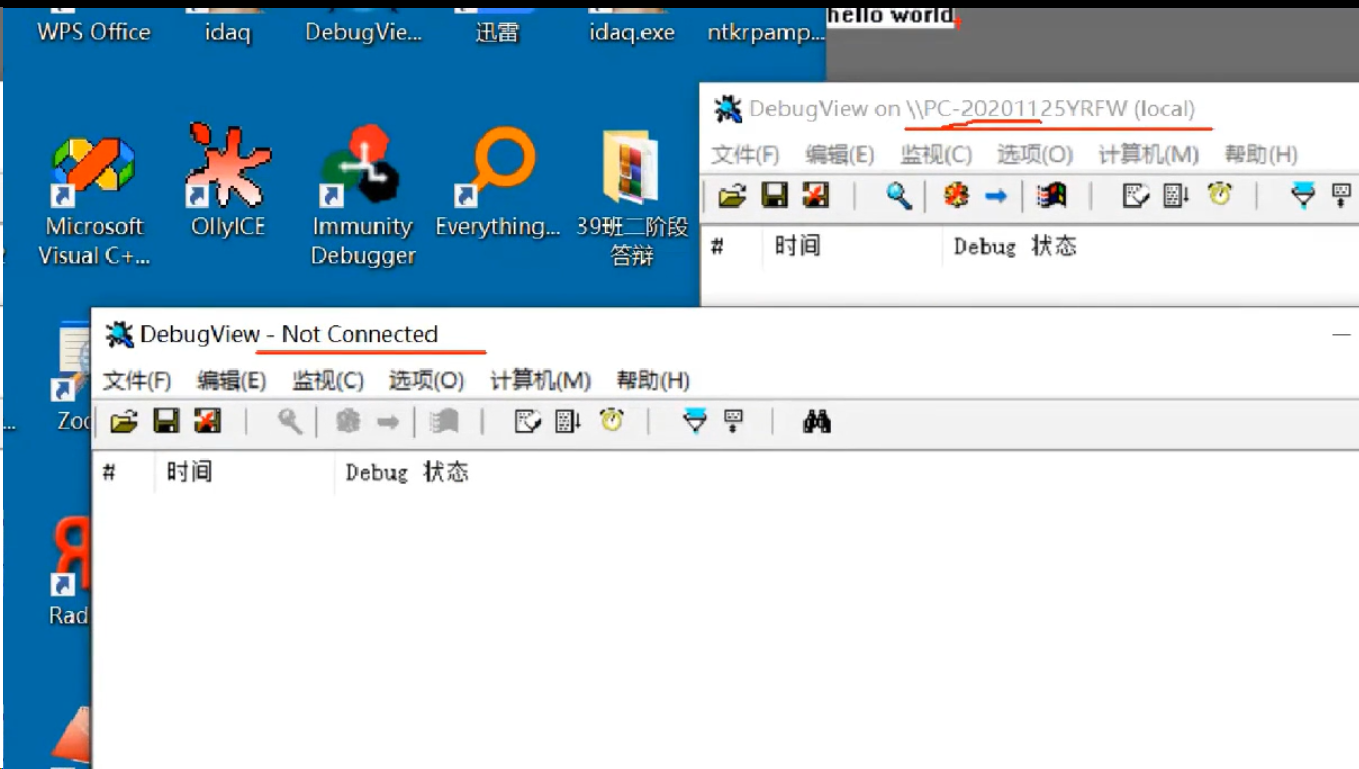 hello world
WPS Office
idaq
DebugVie...
迅雷
idaq.exe
ntkrpamp...
DebugView on \\PC-20201125YRFW (local)
文件(F) 编辑(E) 监视(C) 选项(O) 计算机(M) 帮助(H)
# 时间 Debug 状态
Microsoft
Visual C+...
OllyICE
Immunity
Debugger
Everything...
39班二阶段
答辩
DebugView - Not Connected
文件(F) 编辑(E) 监视(C) 选项(O) 计算机(M) 帮助(H)
# 时间 Debug 状态
Zoo
Rad